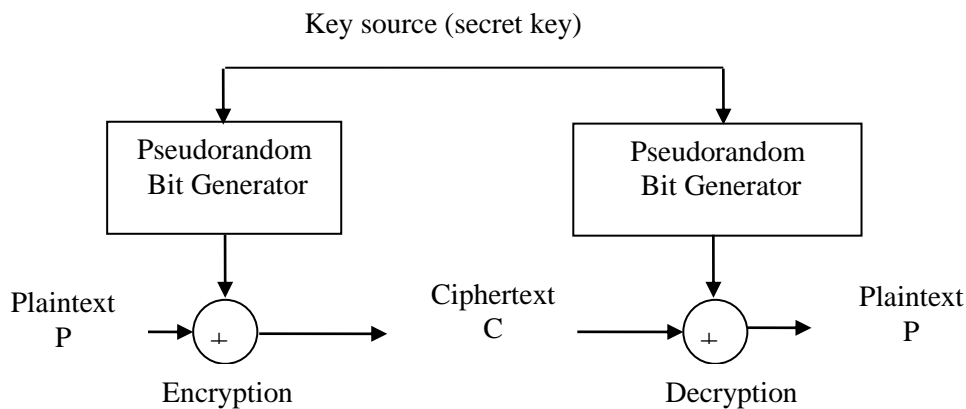 Key source (secret key)
Pseudorandom
Bit Generator
Pseudorandom
Bit Generator
Plaintext
P
+
Ciphertext
C
+
Plaintext
P
Encryption
Decryption